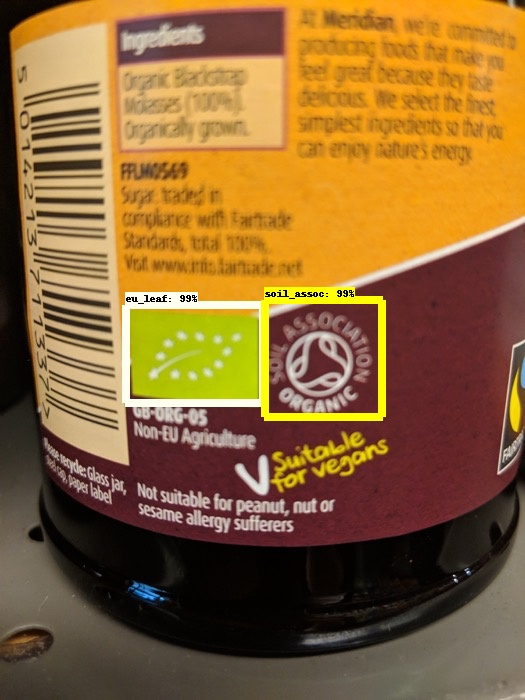 Ingredients
Organic Blackstrap
Molasses (100%).
Organically grown.
At Meridian, we're committed to
producing foods that make you
feel great because they taste
delicious. We select the finest,
simplest ingredients so that you
can enjoy nature's energy.
FFLM0569
Sugar, traded in
compliance with Fairtrade
Standards, total 100%.
Visit www.info.fairtrade.net
5 014213 711337 >
eu_leaf: 99%
soil_assoc: 99%
SOIL ASSOCIATION
ORGANIC
GB-ORG-05
Non-EU Agriculture
V Suitable
for vegans
Please recycle: Glass jar,
steel cap, paper label
Not suitable for peanut, nut or
sesame allergy sufferers